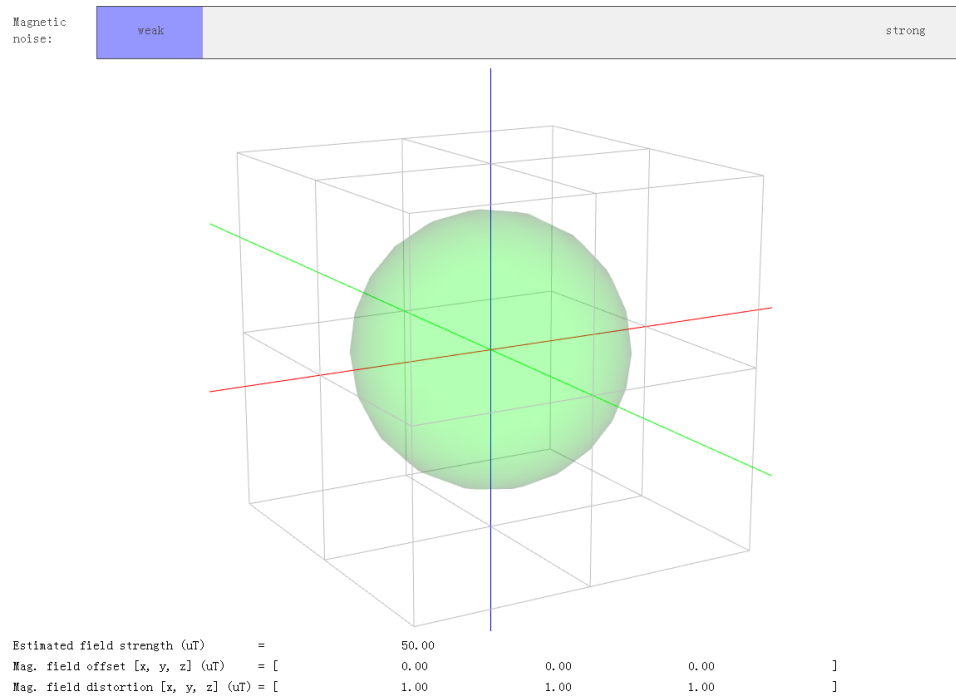 Magnetic
noise:
weak
strong
Estimated field strength (uT) = 50.00
Mag. field offset [x, y, z] (uT) = [ 0.00 0.00 0.00 ]
Mag. field distortion [x, y, z] (uT) = [ 1.00 1.00 1.00 ]